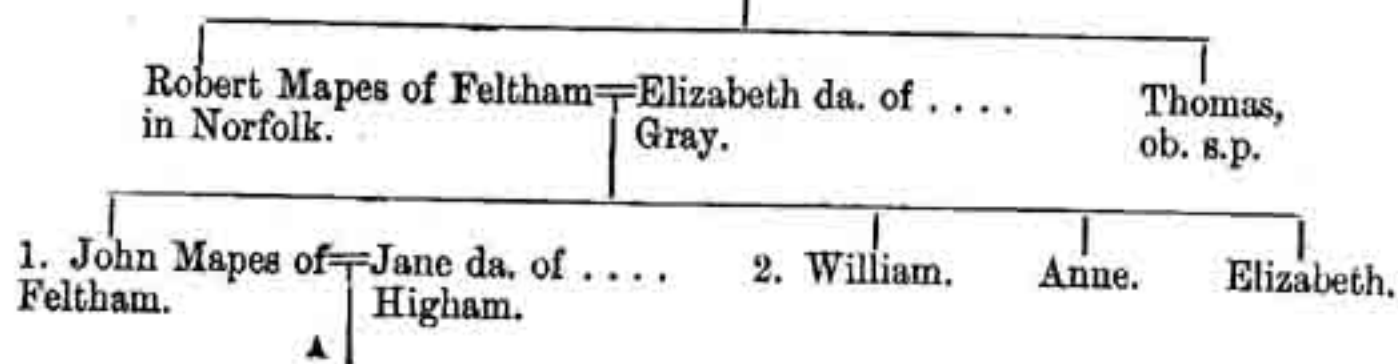 Robert Mapes of Feltham=Elizabeth da. of . . . . Thomas,
in Norfolk. Gray. ob. s.p.
1. John Mapes of=Jane da. of . . . . 2. William. Anne. Elizabeth.
Feltham. Higham.
A